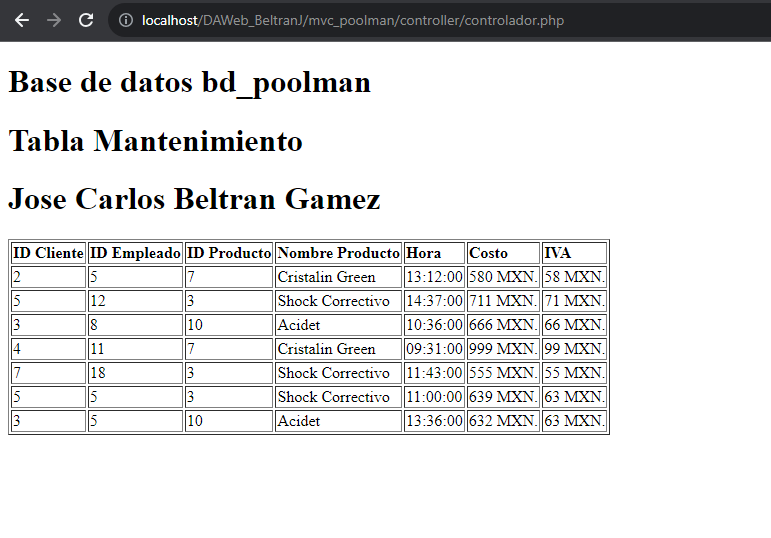 localhost/DAWeb_BeltranJ/mvc_poolman/controller/controlador.php
Base de datos bd_poolman
Tabla Mantenimiento
Jose Carlos Beltran Gamez
ID Cliente ID Empleado ID Producto Nombre Producto Hora Costo IVA
2 5 7 Cristalin Green 13:12:00 580 MXN. 58 MXN.
5 12 3 Shock Correctivo 14:37:00 711 MXN. 71 MXN.
3 8 10 Acidet 10:36:00 666 MXN. 66 MXN.
4 11 7 Cristalin Green 09:31:00 999 MXN. 99 MXN.
7 18 3 Shock Correctivo 11:43:00 555 MXN. 55 MXN.
5 5 3 Shock Correctivo 11:00:00 639 MXN. 63 MXN.
3 5 10 Acidet 13:36:00 632 MXN. 63 MXN.